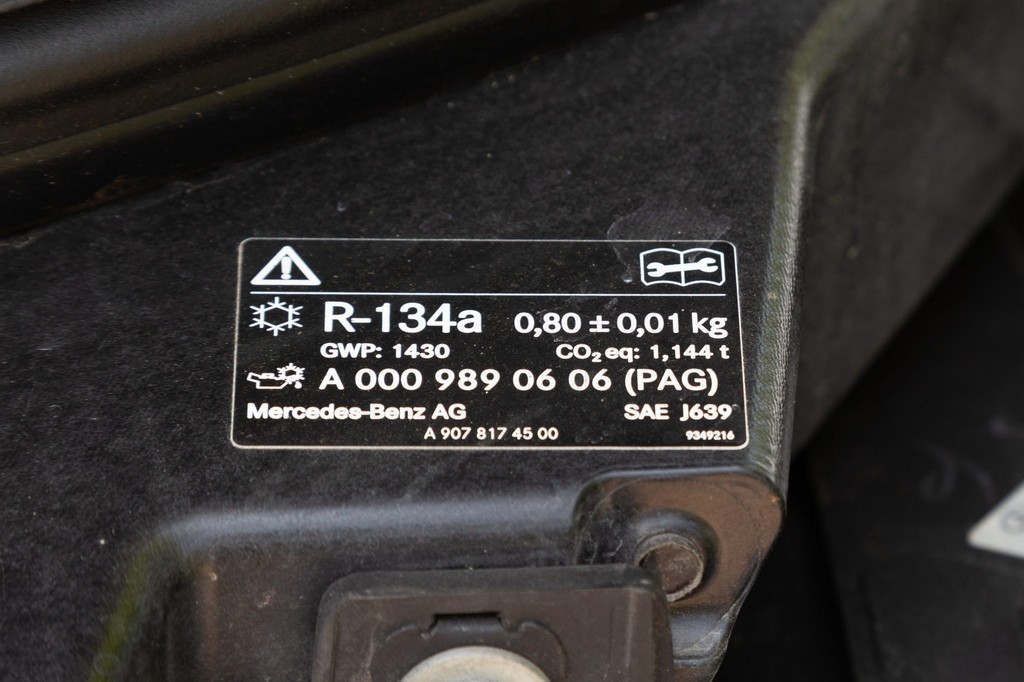 R-134a 0,80 ± 0,01 kg
GWP: 1430 CO₂ eq: 1,144 t
A 000 989 06 06 (PAG)
Mercedes-Benz AG SAE J639
A 907 817 45 00 9349216